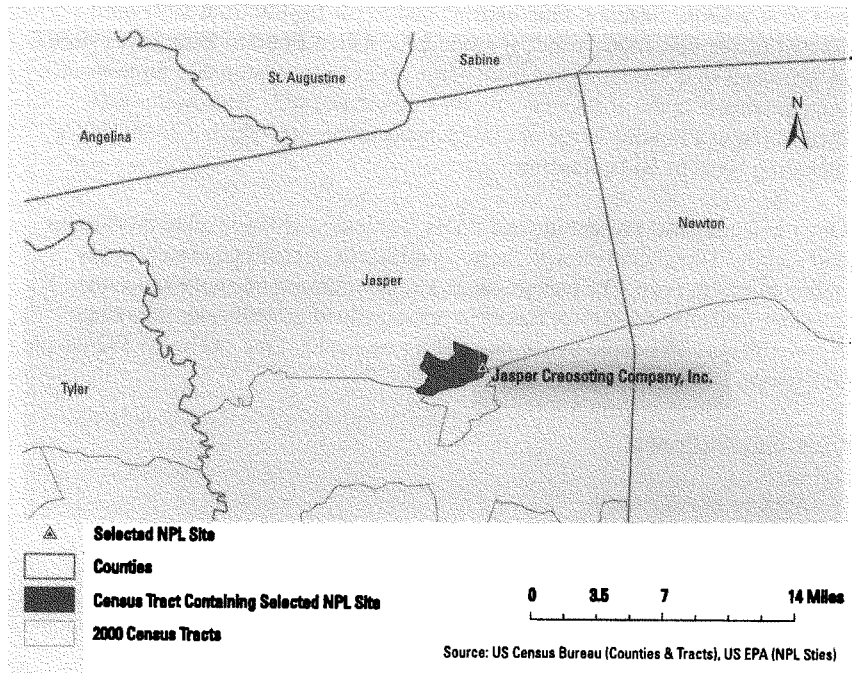 Sabine
St. Augustine
Angelina
N
Newton
Jasper
Jasper Creosoting Company, Inc.
Tyler
Selected NPL Site
Counties
Census Tract Containing Selected NPL Site
2000 Census Tracts
0 3.5 7 14 Miles
Source: US Census Bureau (Counties & Tracts), US EPA (NPL Sties)